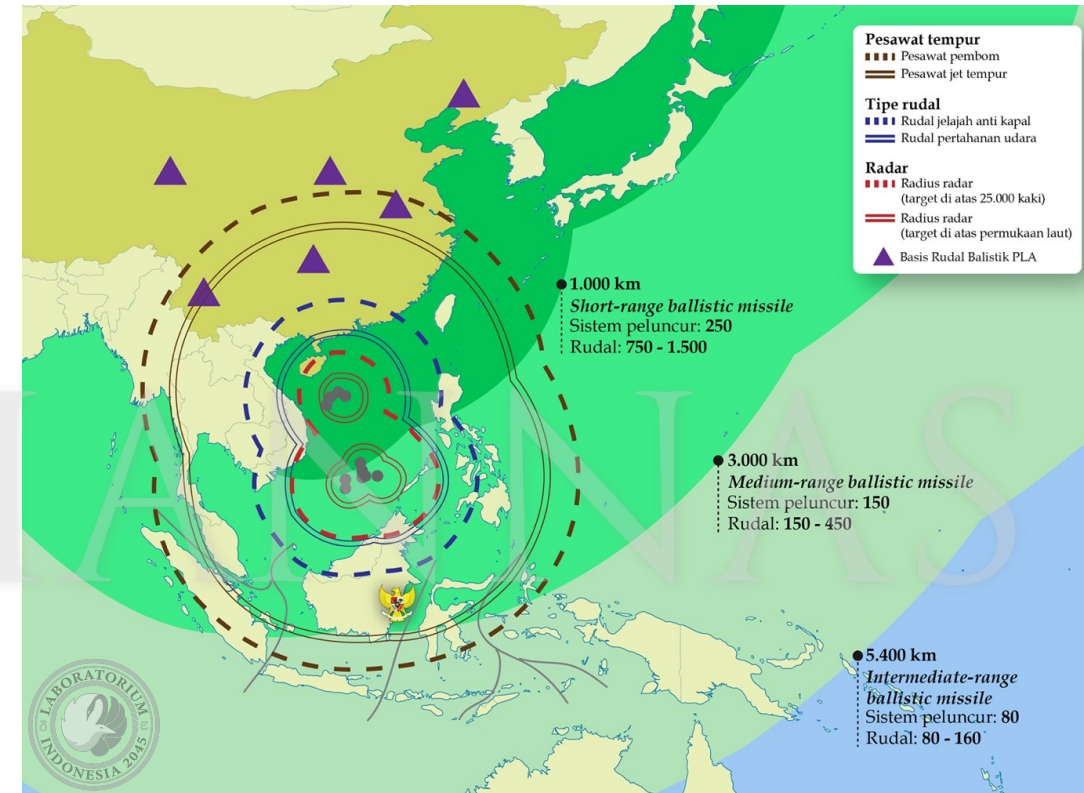 Pesawat tempur
Pesawat pembom
Pesawat jet tempur
Tipe rudal
Rudal jelajah anti kapal
Rudal pertahanan udara
Radar
Radius radar
(target di atas 25.000 kaki)
Radius radar
(target di atas permukaan laut)
Basis Rudal Balistik PLA
1.000 km
Short-range ballistic missile
Sistem peluncur: 250
Rudal: 750 - 1.500
3.000 km
Medium-range ballistic missile
Sistem peluncur: 150
Rudal: 150 - 450
5.400 km
Intermediate-range
ballistic missile
Sistem peluncur: 80
Rudal: 80 - 160
LABORATORIUM
INDONESIA 2045